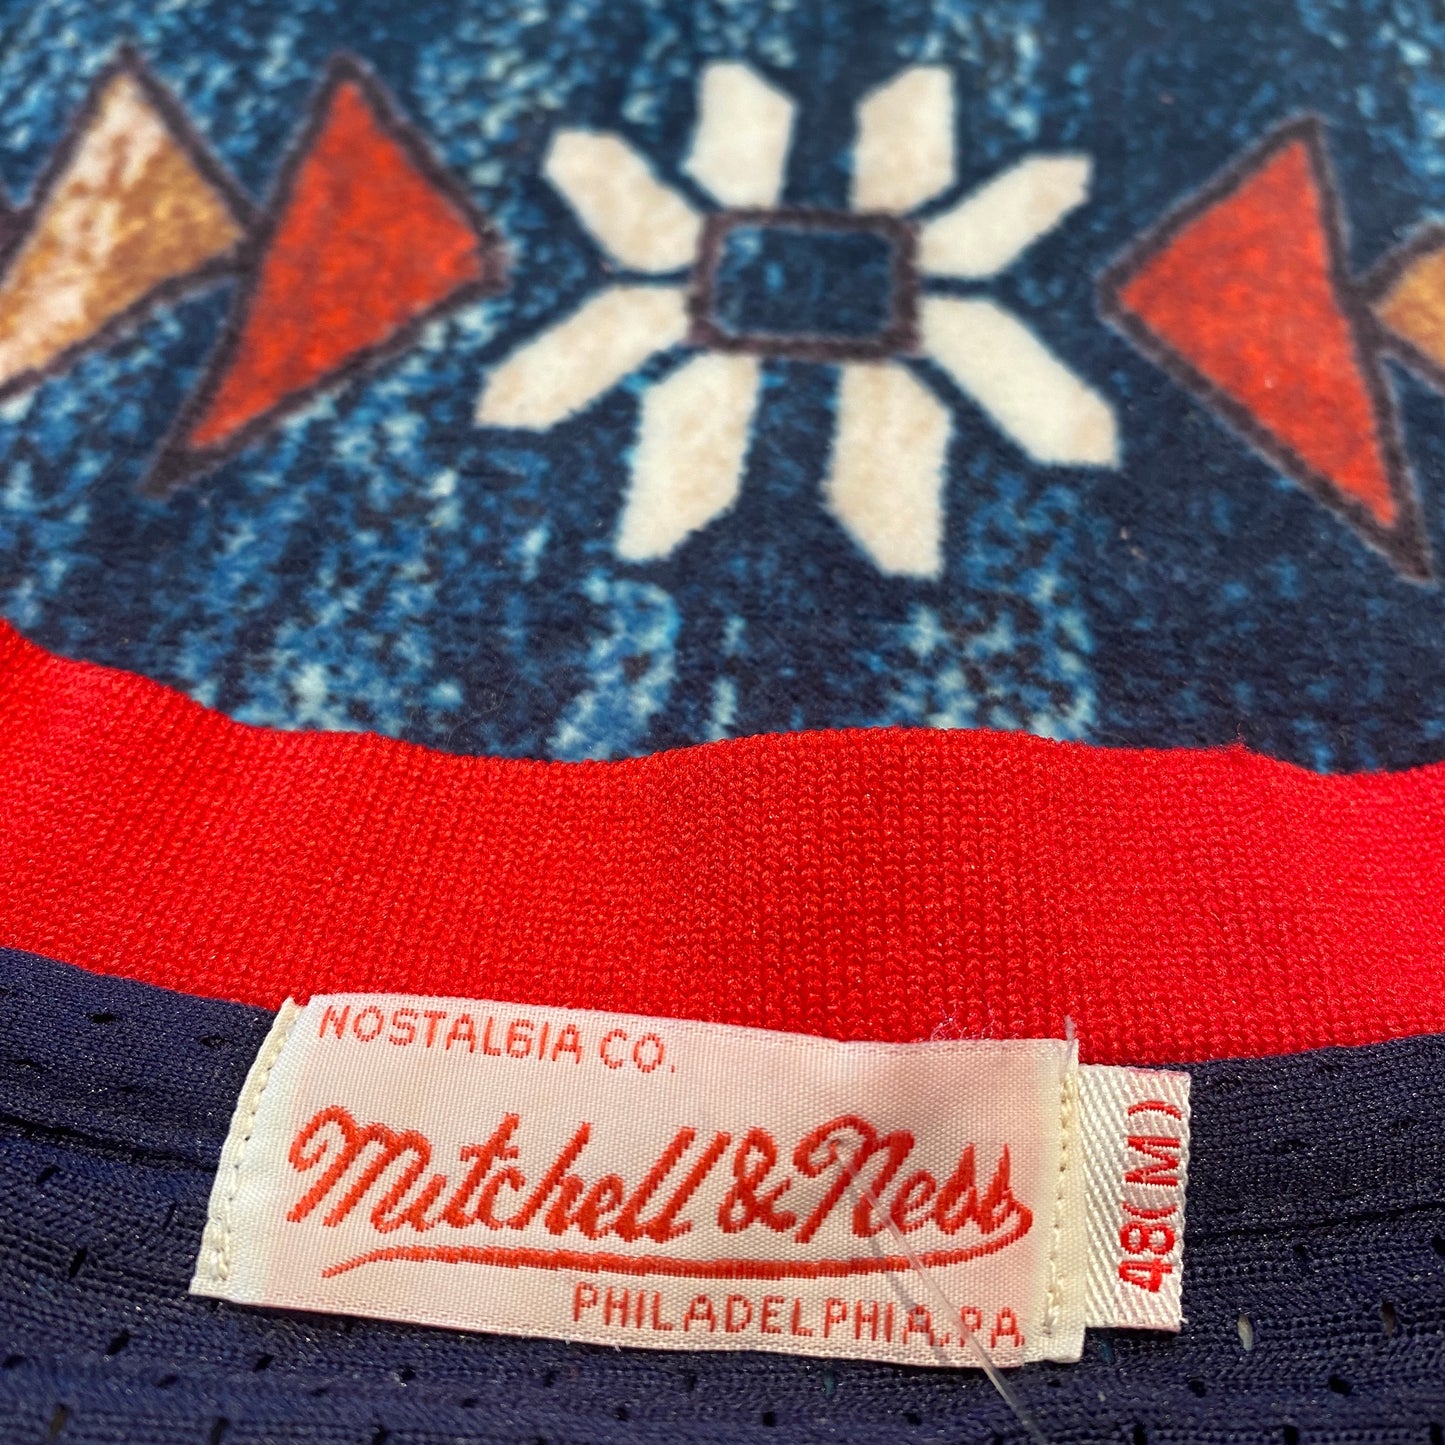 NOSTALGIA CO.
Mitchell & Ness
PHILADELPHIA, PA
48(M)